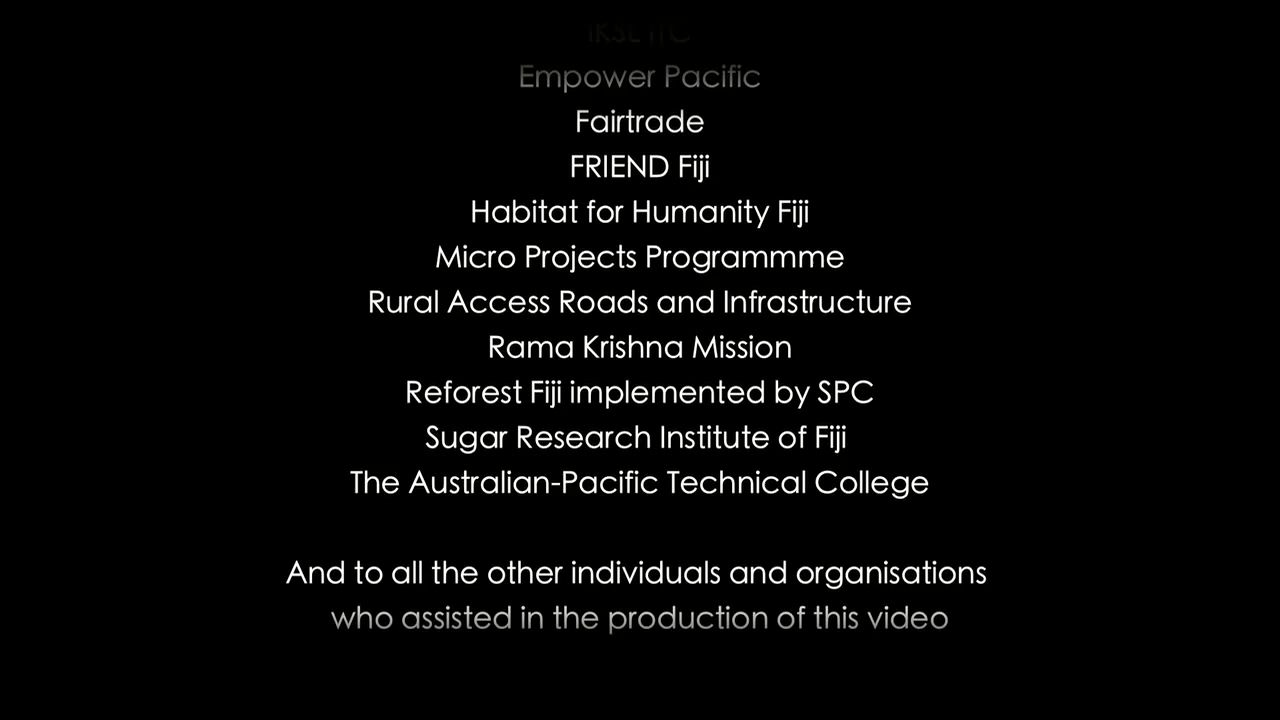 Empower Pacific
Fairtrade
FRIEND Fiji
Habitat for Humanity Fiji
Micro Projects Programmme
Rural Access Roads and Infrastructure
Rama Krishna Mission
Reforest Fiji implemented by SPC
Sugar Research Institute of Fiji
The Australian-Pacific Technical College
And to all the other individuals and organisations
who assisted in the production of this video